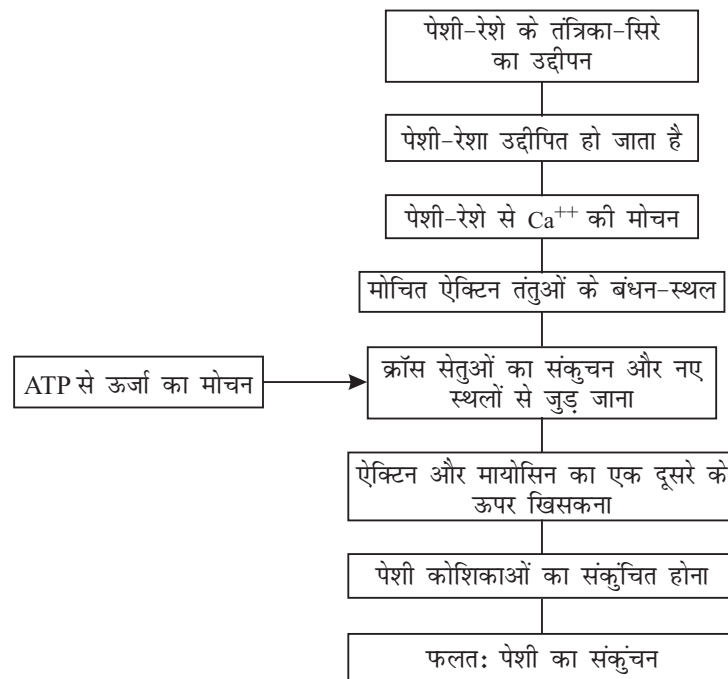 पेशी-रेशे के तंत्रिका-सिरे
का उद्दीपन
पेशी-रेशा उद्दीपित हो जाता है
पेशी-रेशे से Ca⁺⁺ की मोचन
मोचित ऐक्टिन तंतुओं के बंधन-स्थल
ATP से ऊर्जा का मोचन
क्रॉस सेतुओं का संकुचन और नए
स्थलों से जुड़ जाना
ऐक्टिन और मायोसिन का एक दूसरे के
ऊपर खिसकना
पेशी कोशिकाओं का संकुंचित होना
फलतः पेशी का संकुंचन